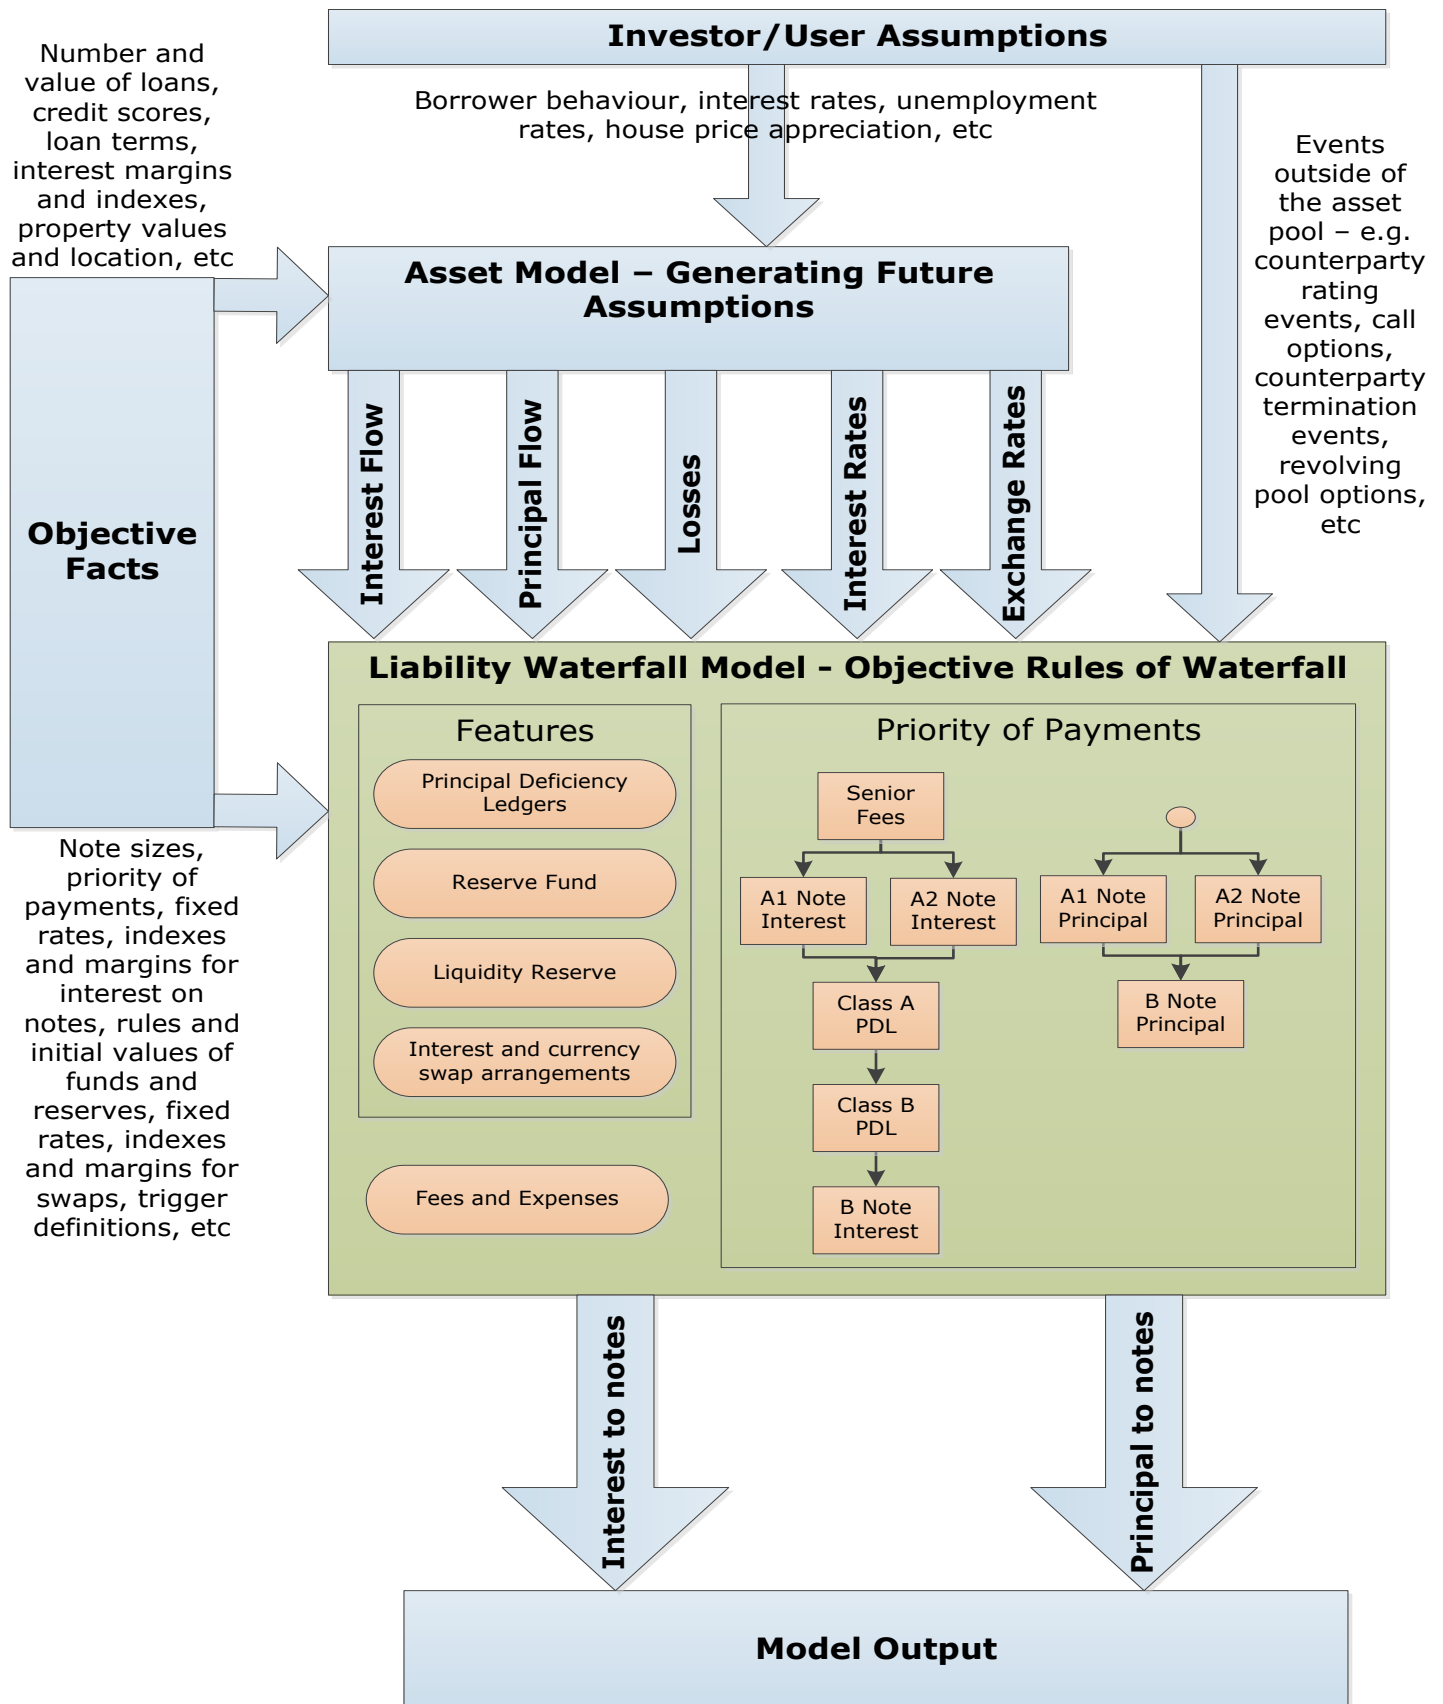 Investor/User Assumptions
Number and
value of loans,
credit scores,
loan terms,
interest margins
and indexes,
property values
and location, etc
Borrower behaviour, interest rates, unemployment
rates, house price appreciation, etc
Events
outside of
the asset
pool – e.g.
counterparty
rating
events, call
options,
counterparty
termination
events,
revolving
pool options,
etc
Asset Model – Generating Future
Assumptions
Objective
Facts
Interest Flow
Principal Flow
Losses
Interest Rates
Exchange Rates
Note sizes,
priority of
payments, fixed
rates, indexes
and margins for
interest on
notes, rules and
initial values of
funds and
reserves, fixed
rates, indexes
and margins for
swaps, trigger
definitions, etc
Liability Waterfall Model – Objective Rules of Waterfall
Features
Principal Deficiency
Ledgers
Reserve Fund
Liquidity Reserve
Interest and currency
swap arrangements
Fees and Expenses
Priority of Payments
Senior
Fees
A1 Note
Interest
A2 Note
Interest
Class A
PDL
Class B
PDL
B Note
Interest
A1 Note
Principal
A2 Note
Principal
B Note
Principal
Interest to notes
Principal to notes
Model Output